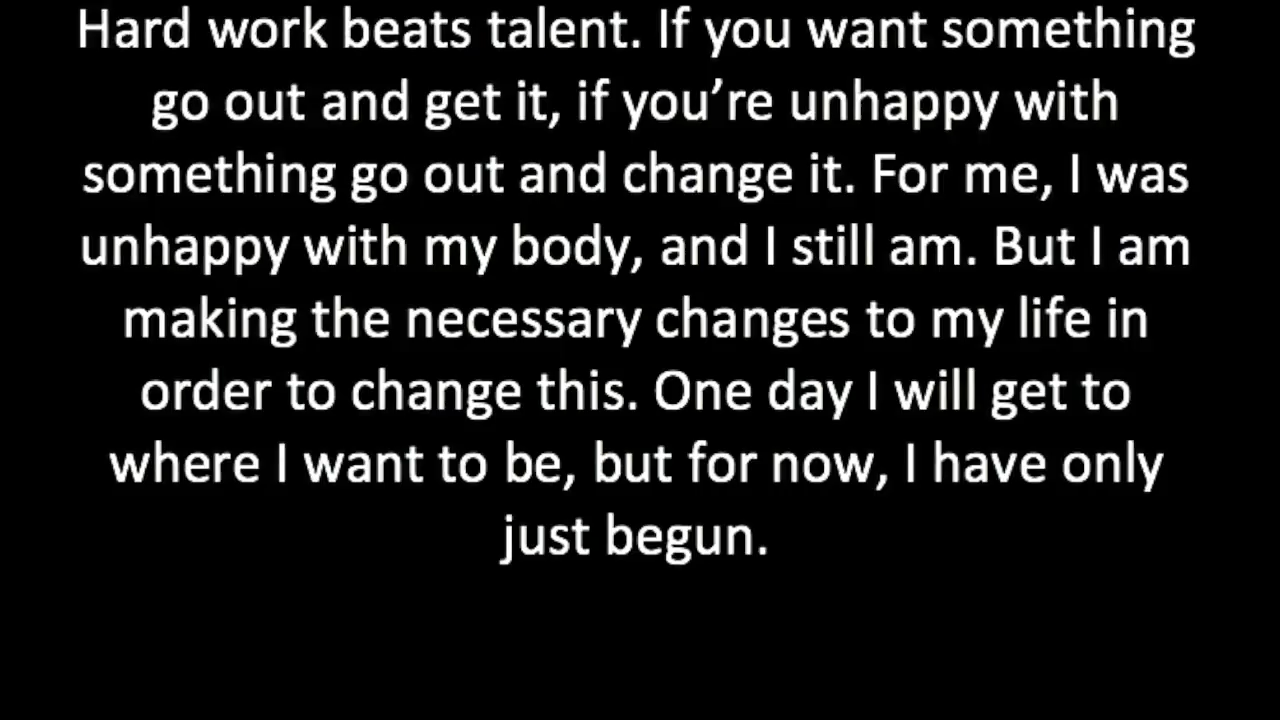 Hard work beats talent. If you want something
go out and get it, if you’re unhappy with
something go out and change it. For me, I was
unhappy with my body, and I still am. But I am
making the necessary changes to my life in
order to change this. One day I will get to
where I want to be, but for now, I have only
just begun.